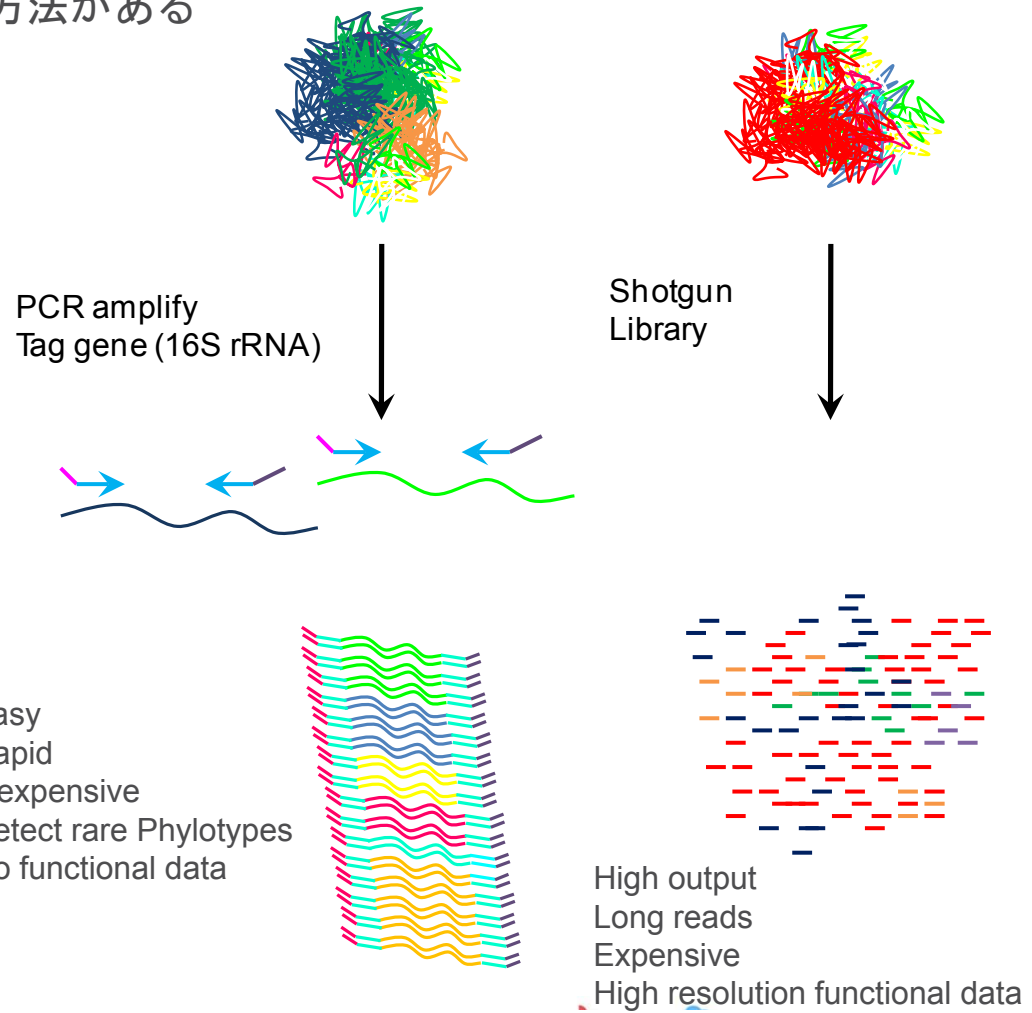 方法がある
PCR amplify
Tag gene (16S rRNA)
Shotgun
Library
asy
apid
expensive
etect rare Phylotypes
o functional data
High output
Long reads
Expensive
High resolution functional data